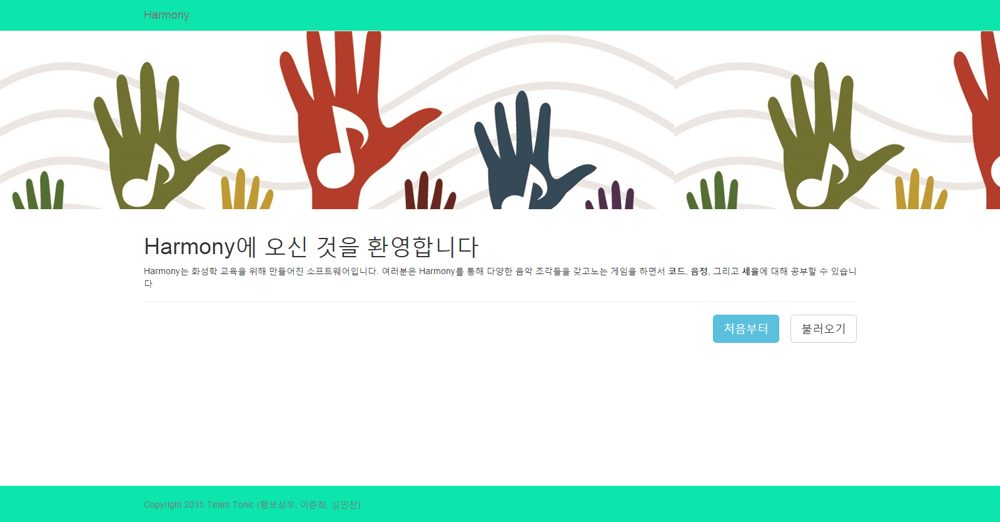 Harmony
Harmony에 오신 것을 환영합니다
Harmony는 화성학 교육을 위해 만들어진 소프트웨어입니다. 여러분은 Harmony를 통해 다양한 음악 조각들을 갖고노는 게임을 하면서 코드, 음정, 그리고 세율에 대해 공부할 수 있습니
다
처음부터 불러오기
Copyright 2015 Team Tonic (황보성우, 이준희, 심민찬)